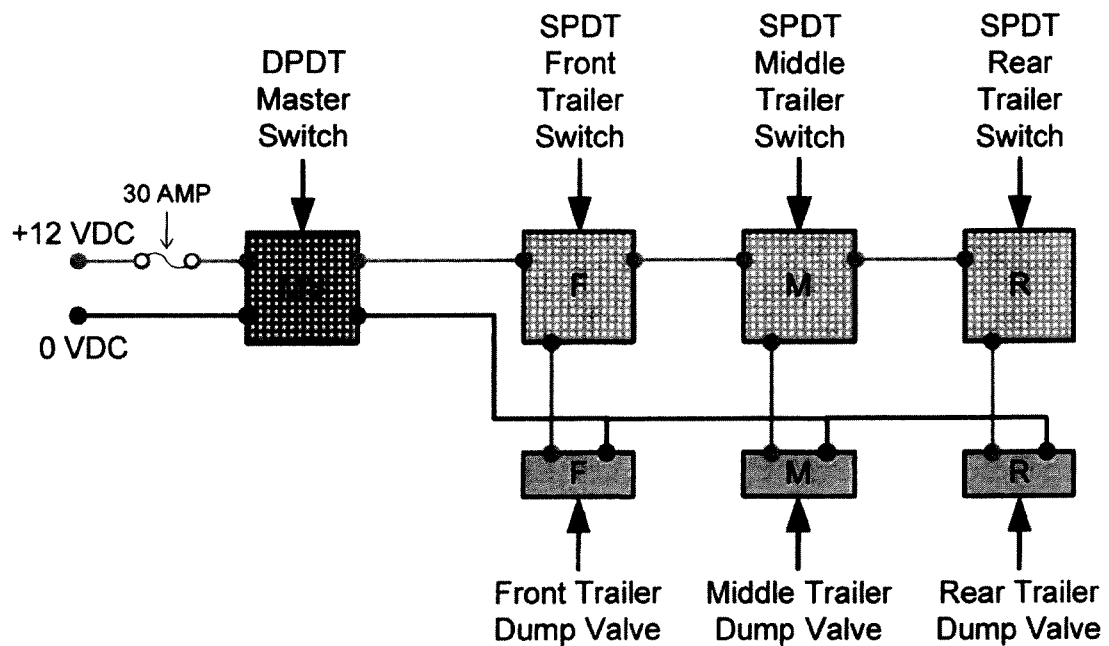 DPDT
Master
Switch
SPDT
Front
Trailer
Switch
SPDT
Middle
Trailer
Switch
SPDT
Rear
Trailer
Switch
30 AMP
+12 VDC
0 VDC
F
M
R
F
M
R
Front Trailer
Dump Valve
Middle Trailer
Dump Valve
Rear Trailer
Dump Valve